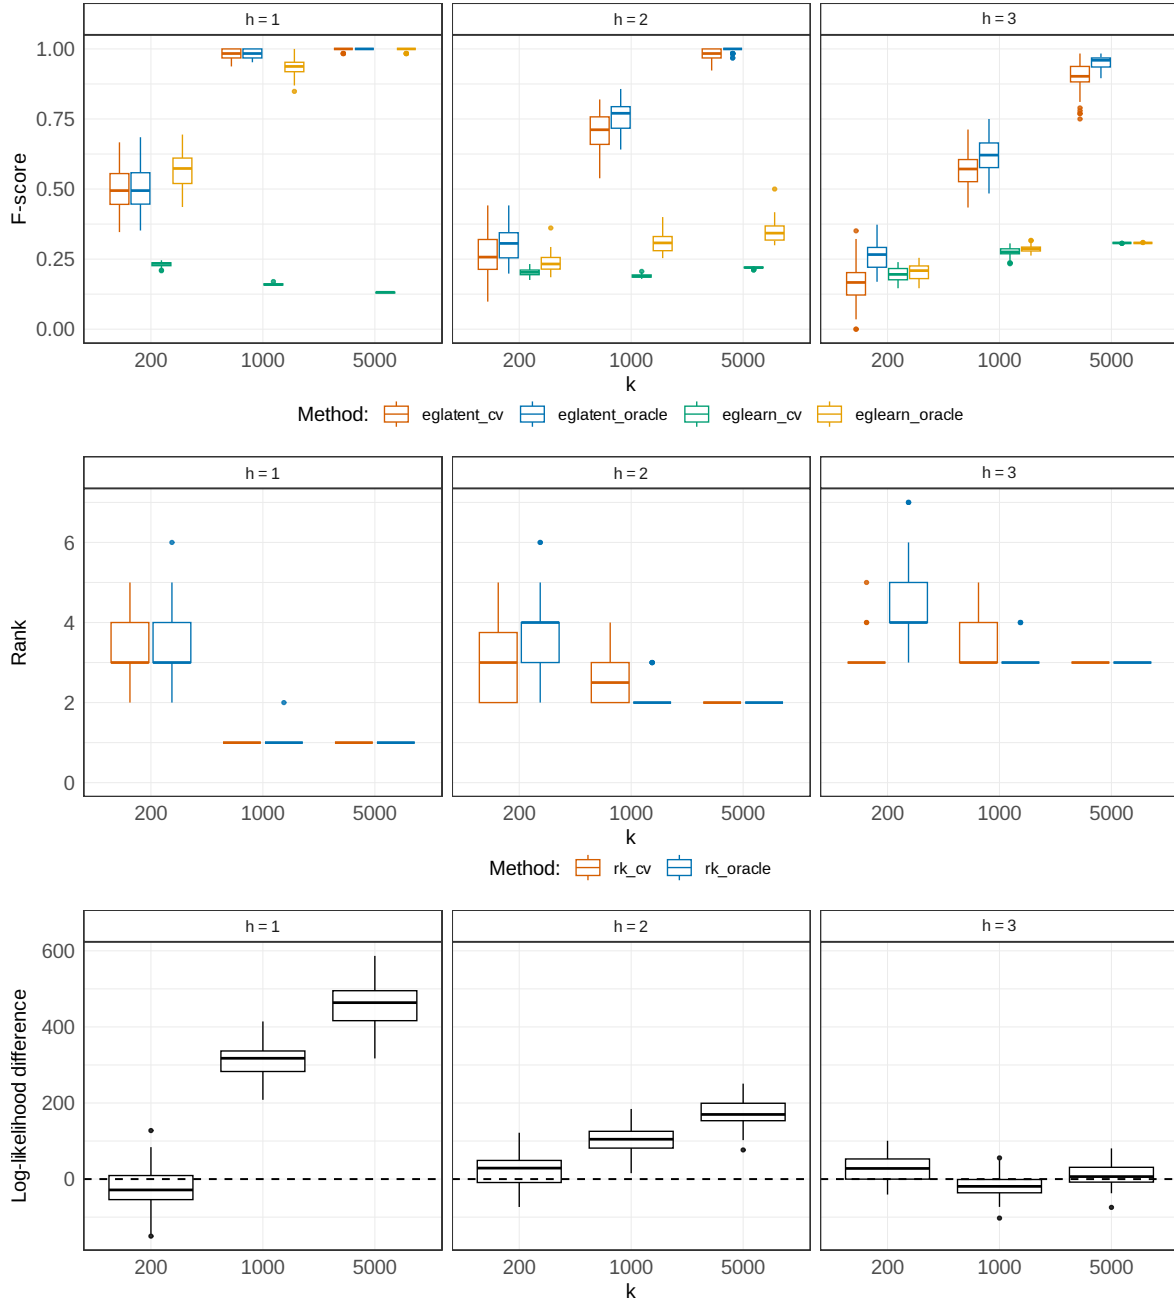 h = 1
h = 2
h = 3
1.00
0.75
0.50
0.25
0.00
F-score
200 1000 5000
200 1000 5000
200 1000 5000
k
Method: eglatent_cv eglatent_oracle eglearn_cv eglearn_oracle
h = 1
h = 2
h = 3
6
4
2
0
Rank
200 1000 5000
200 1000 5000
200 1000 5000
k
Method: rk_cv rk_oracle
h = 1
h = 2
h = 3
600
400
200
0
Log-likelihood difference
200 1000 5000
200 1000 5000
200 1000 5000
k